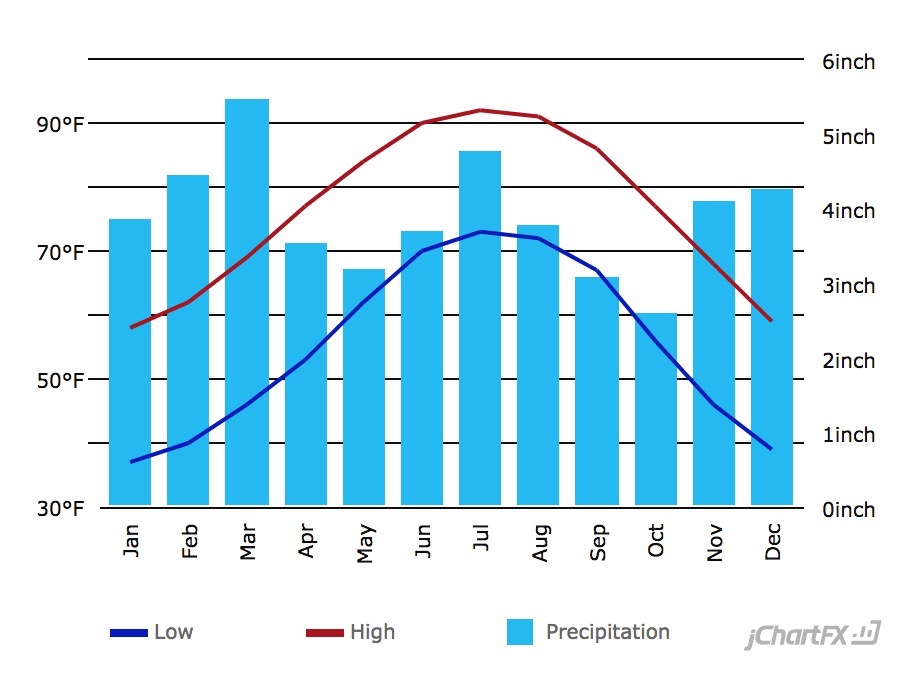 6inch
90°F
5inch
4inch
70°F
3inch
50°F
2inch
1inch
30°F
0inch
Jan Feb Mar Apr May Jun Jul Aug Sep Oct Nov Dec
Low High Precipitation
jChartFX